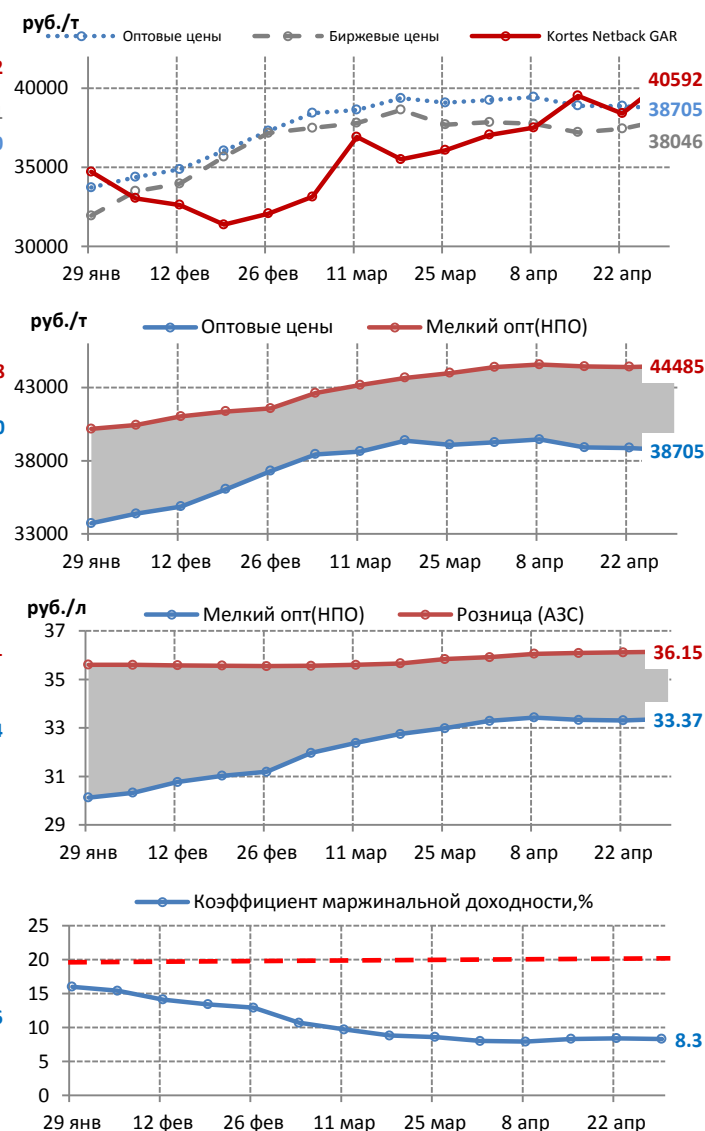 руб./т
Оптовые цены Биржевые цены Kortes Netback GAR
40000
35000
30000
40592
38705
38046
29 янв 12 фев 26 фев 11 мар 25 мар 8 апр 22 апр
руб./т
Оптовые цены Мелкий опт(НПО)
43000
38000
33000
44485
38705
29 янв 12 фев 26 фев 11 мар 25 мар 8 апр 22 апр
руб./л
Мелкий опт(НПО) Розница (АЗС)
37
35
33
31
29
36.15
33.37
29 янв 12 фев 26 фев 11 мар 25 мар 8 апр 22 апр
Коэффициент маржинальной доходности,%
25
20
15
10
5
0
8.3
29 янв 12 фев 26 фев 11 мар 25 мар 8 апр 22 апр